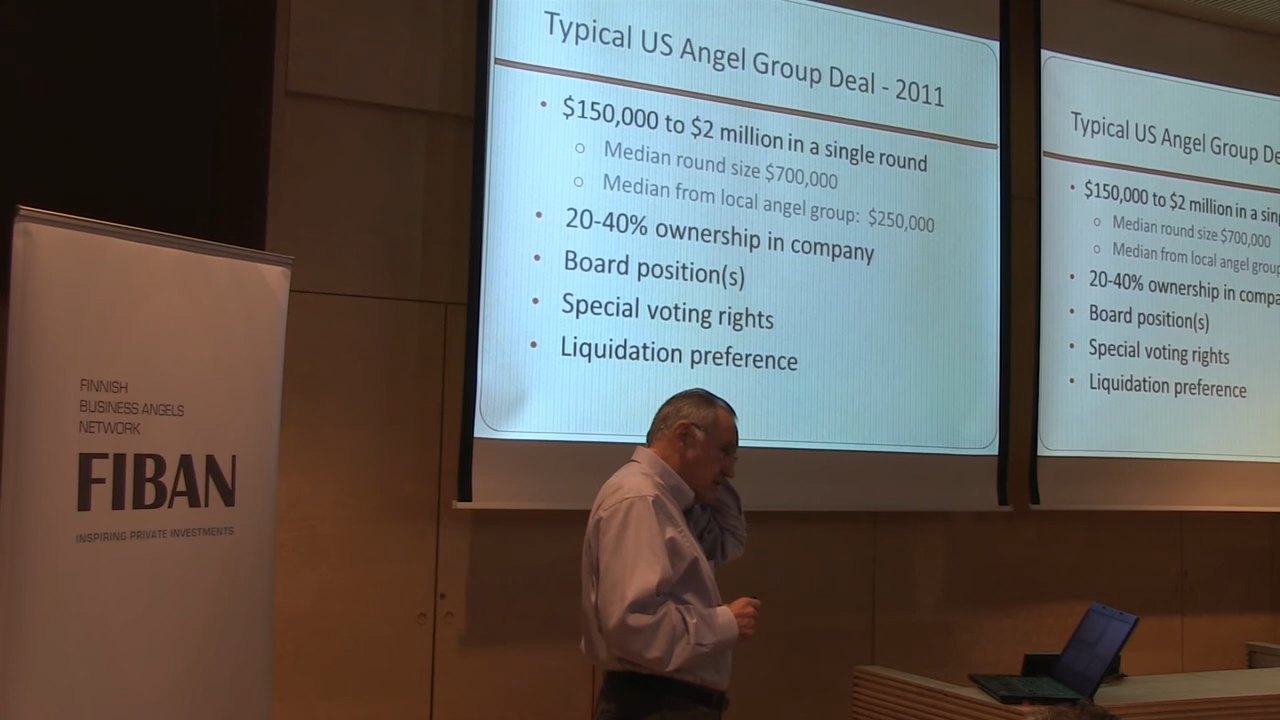 FINNISH
BUSINESS ANGELS
NETWORK
FIBAN
INSPIRING PRIVATE INVESTMENTS
Typical US Angel Group Deal - 2011
• $150,000 to $2 million in a single round
○ Median round size $700,000
○ Median from local angel group: $250,000
• 20-40% ownership in company
• Board position(s)
• Special voting rights
• Liquidation preference
Typical US Angel Group
• $150,000 to $2 million in a
○ Median round size $700,000
○ Median from local angel group
• 20-40% ownership in
• Board position(s)
• Special voting rights
• Liquidation preference